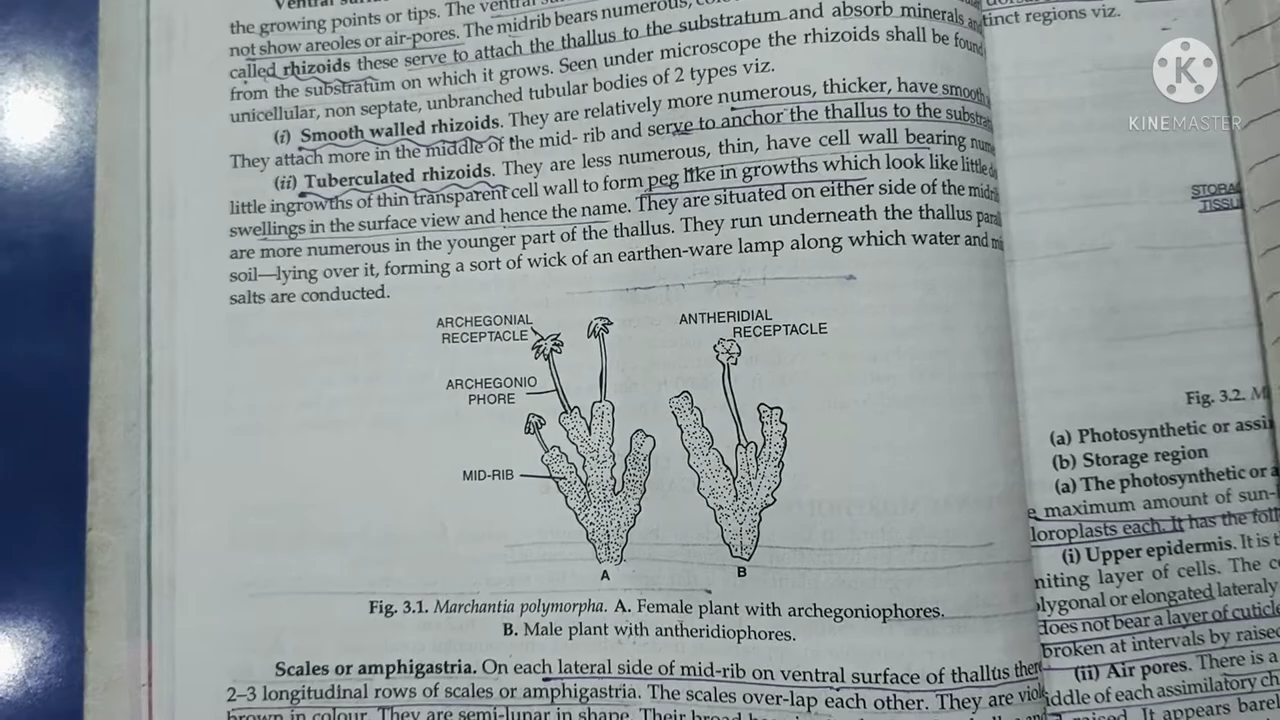 Ventral
the growing points or tips. The ventral
not show areoles or air-pores. The midrib bears numerous,
called rhizoids these serve to attach the thallus to the substratum and absorb minerals
from the substratum on which it grows. Seen under microscope the rhizoids shall be found
unicellular, non septate, unbranched tubular bodies of 2 types viz.
(i) Smooth walled rhizoids. They are relatively more numerous, thicker, have smooth
They attach more in the middle of the mid- rib and serve to anchor the thallus to the
(ii) Tuberculated rhizoids. They are less numerous, thin, have cell wall bearing
little ingrowths of thin transparent cell wall to form peg like in growths which look like little
swellings in the surface view and hence the name. They are situated on either side of the
are more numerous in the younger part of the thallus. They run underneath the thallus
soil—lying over it, forming a sort of wick of an earthen-ware lamp along which water and
salts are conducted.
ARCHEGONIAL
RECEPTACLE
ARCHEGONIO
PHORE
MID-RIB
ANTHERIDIAL
RECEPTACLE
A
B
Fig. 3.1. Marchantia polymorpha. A. Female plant with archegoniophores.
B. Male plant with antheridiophores.
Scales or amphigastria. On each lateral side of mid-rib on ventral surface of thallus
2–3 longitudinal rows of scales or amphigastria. The scales over-lap each other. They are
brown in colour. They are semi-lunar in shape. Their
tinct regions viz.
K
KINEMASTER
Fig. 3.2.
(a) Photosynthetic or
(b) Storage region
(a) The photosynthetic or
maximum amount of sun-
loroplasts each. It has the
(i) Upper epidermis. It is
niting layer of cells. The
olygonal or elongated
does not bear a layer of
broken at intervals by
(ii) Air pores. There is a
iddle of each assimilatory
It appears